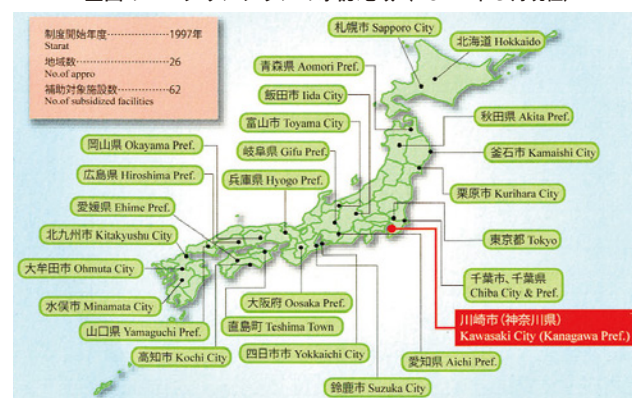 制度開始年度………………1997年
Starat
地域数……………………26
No.of appro
補助対象施設数……………62
No.of subsidized facilities
札幌市 Sapporo City
北海道 Hokkaido
青森県 Aomori Pref.
飯田市 Iida City
富山市 Toyama City
秋田県 Akita Pref.
岡山県 Okayama Pref.
岐阜県 Gifu Pref.
釜石市 Kamaishi City
広島県 Hiroshima Pref.
兵庫県 Hyogo Pref.
栗原市 Kurihara City
愛媛県 Ehime Pref.
北九州市 Kitakyushu City
東京都 Tokyo
大牟田市 Ohmuta City
千葉市、千葉県
Chiba City & Pref.
水俣市 Minamata City
大阪府 Oosaka Pref.
川崎市(神奈川県)
Kawasaki City (Kanagawa Pref.)
山口県 Yamaguchi Pref.
直島町 Teshima Town
高知市 Kochi City
四日市市 Yokkaichi City
愛知県 Aichi Pref.
鈴鹿市 Suzuka City